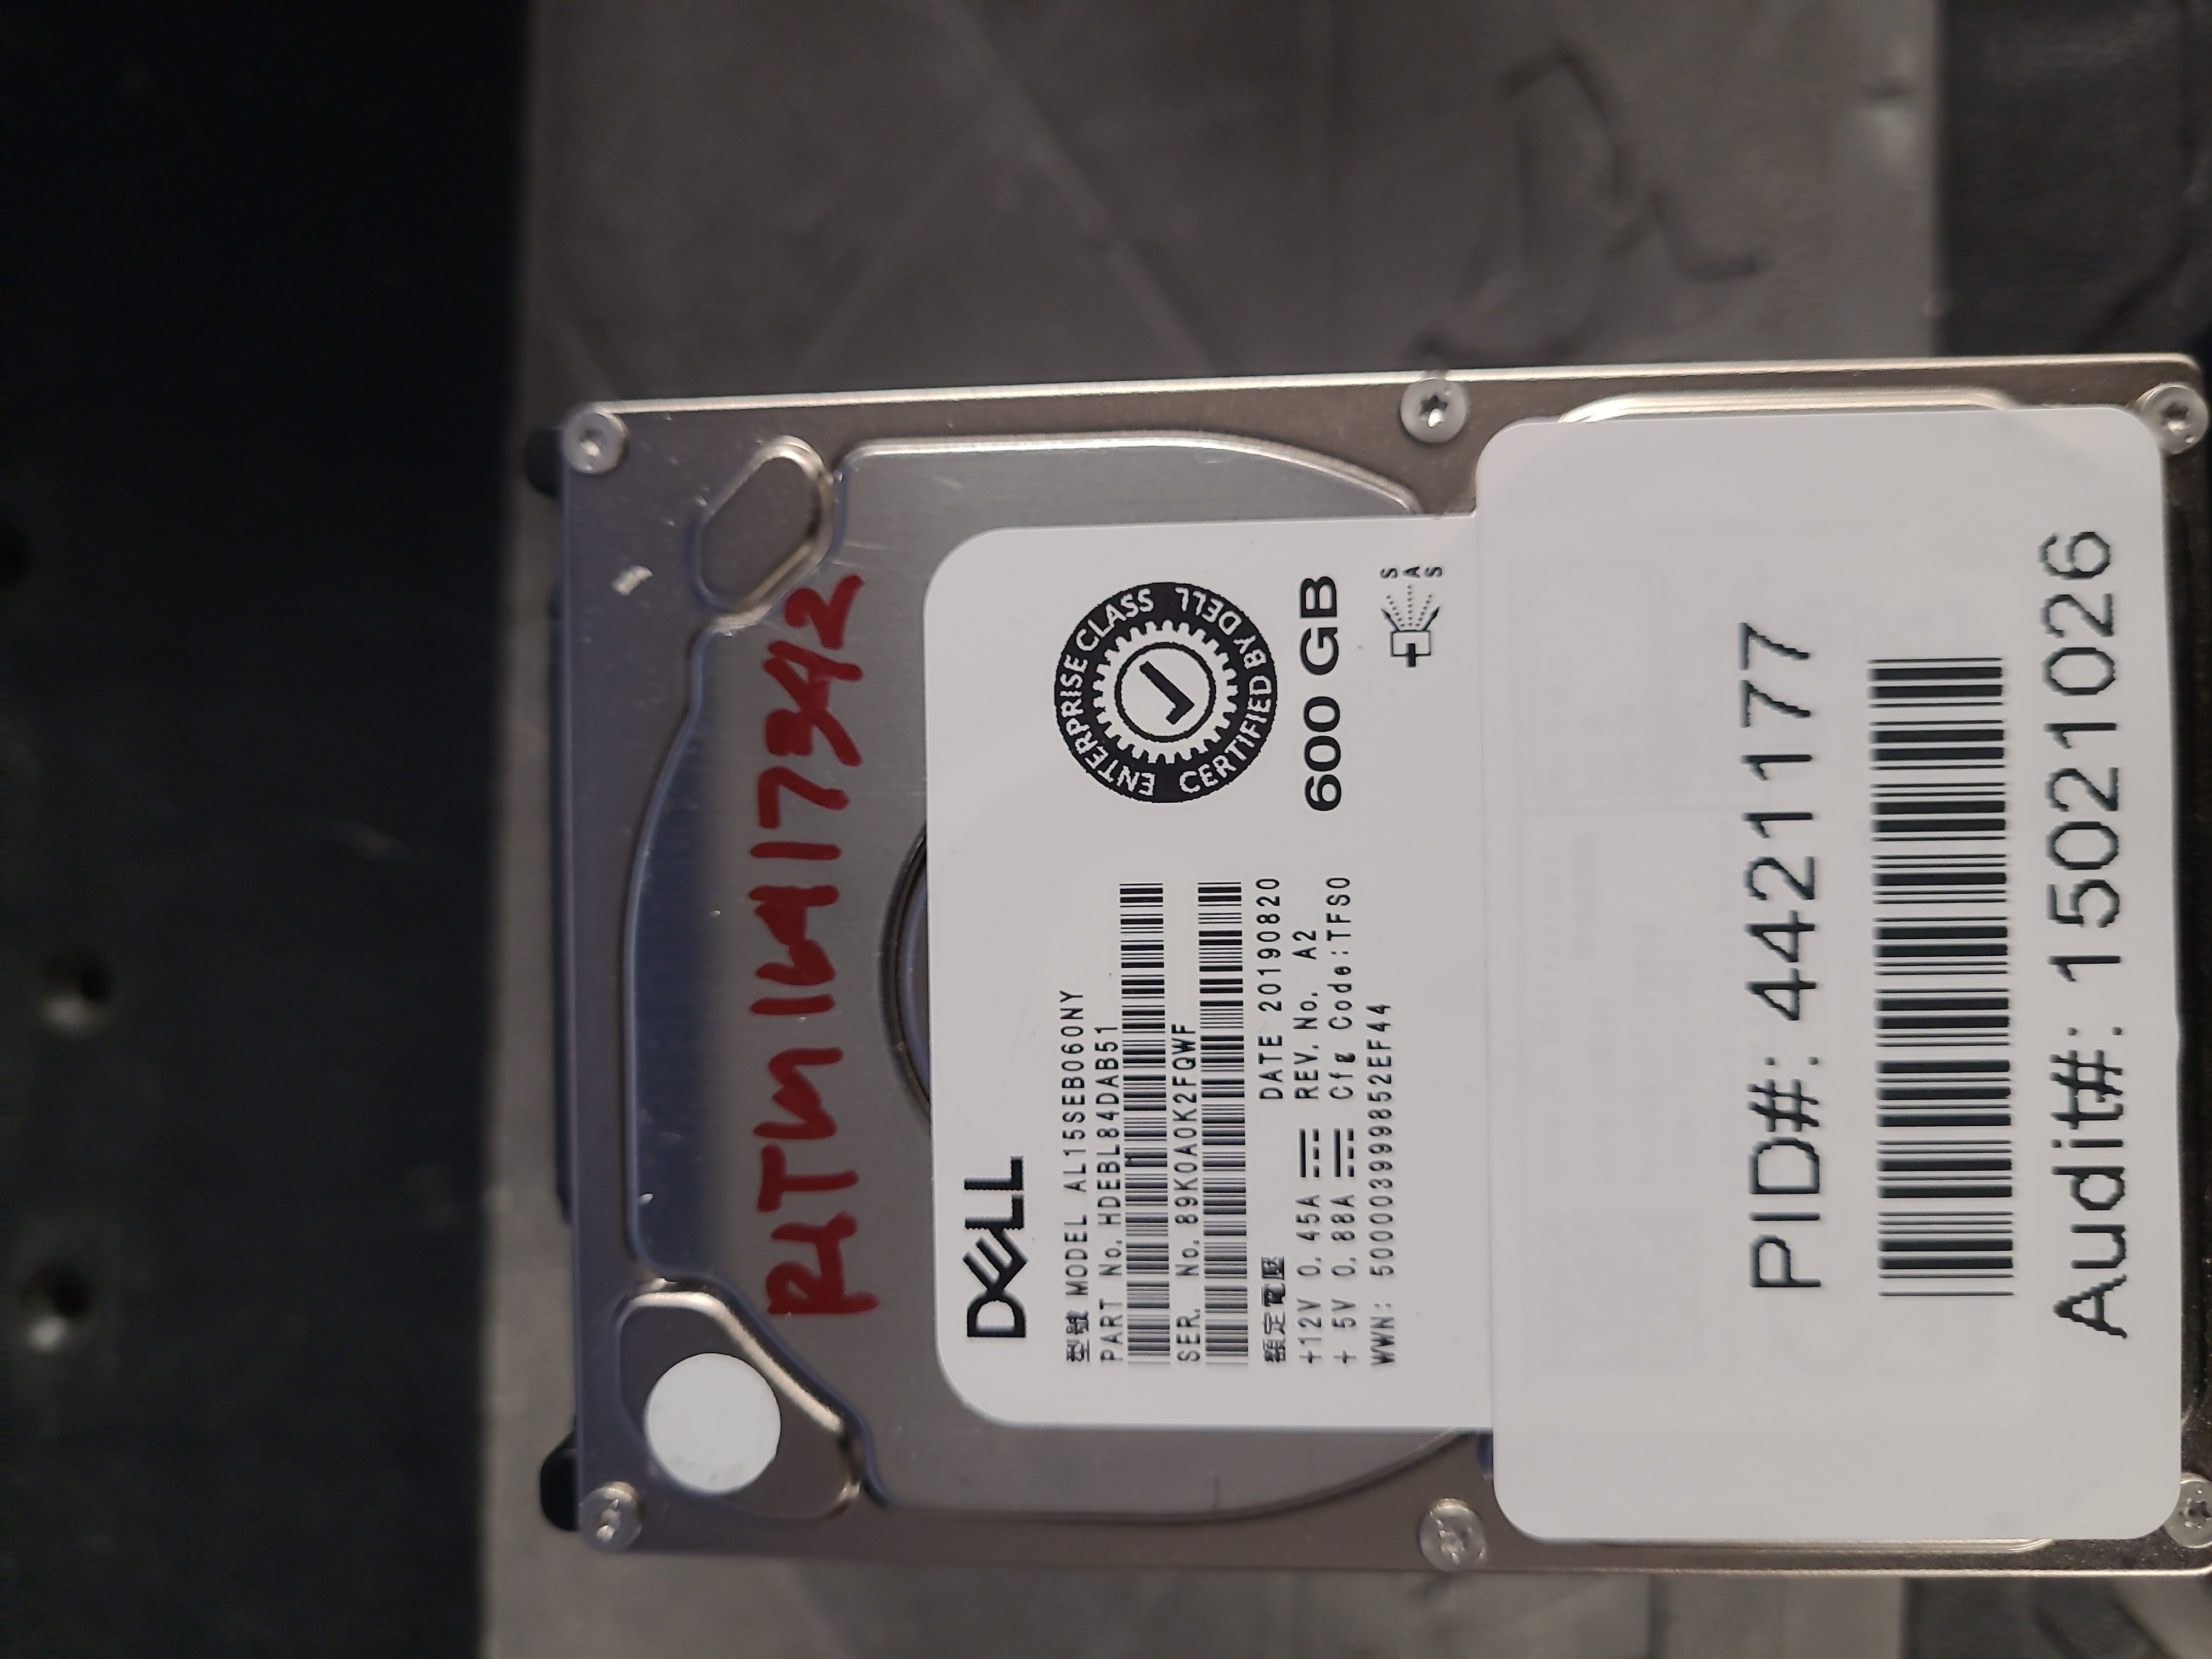 RITM16417342
DELL
型號 MODEL AL15SEB060NY
PART No. HDEBL84DAB51
SER. No. 89K0A0K2FQWF
額定電壓 DATE 20190820
+12V 0.45A REV. No. A2
+ 5V 0.88A Cfg Code:TFS0
WWN: 500003999852EF44
ENTERPRISE CLASS
CERTIFIED BY DELL
600 GB
SAS
PID#: 4421177
Audit#: 15021026